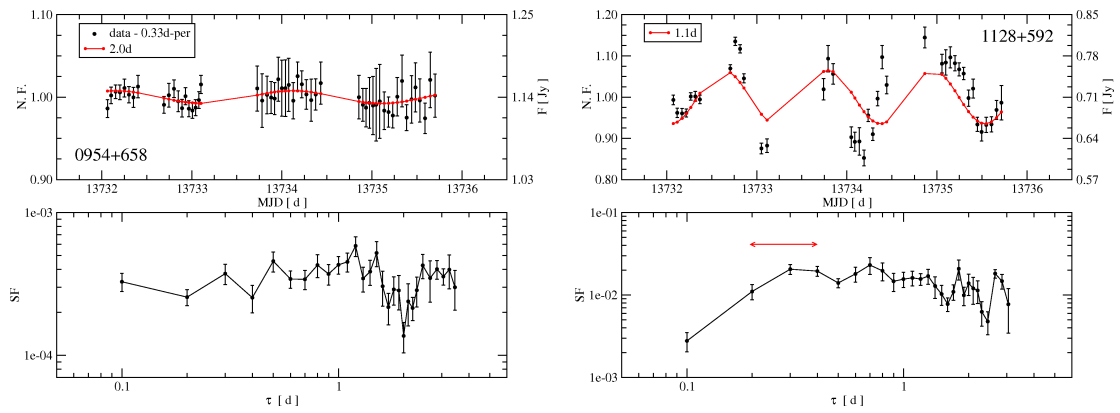 1.10
1.00
0.90
N. F.
data - 0.33d-per
2.0d
0954+658
1.25
1.14
1.03
F [ Jy ]
13732 13733 13734 13735 13736
MJD [ d ]
1e-03
1e-04
SF
0.1 1
τ [ d ]
1.20
1.10
1.00
0.90
0.80
N. F.
1.1d
1128+592
0.85
0.78
0.71
0.64
0.57
F [ Jy ]
13732 13733 13734 13735 13736
MJD [ d ]
1e-01
1e-02
1e-03
SF
0.1 1
τ [ d ]